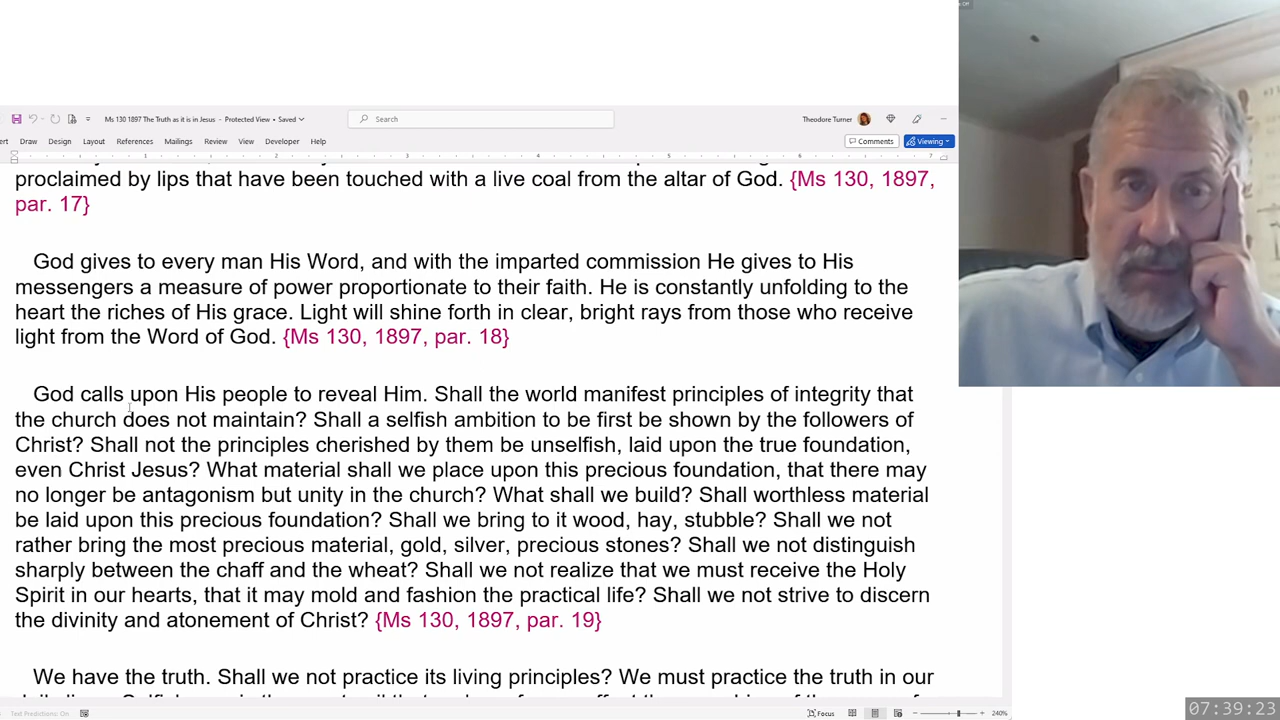 Ms 130 1897 The Truth as it is in Jesus - Protected View • Saved
Search
Theodore Turner
Draw Design Layout References Mailings Review View Developer Help
Comments
Viewing
1 2 3 4 5 6 7
proclaimed by lips that have been touched with a live coal from the altar of God. {Ms 130, 1897,
par. 17}
God gives to every man His Word, and with the imparted commission He gives to His
messengers a measure of power proportionate to their faith. He is constantly unfolding to the
heart the riches of His grace. Light will shine forth in clear, bright rays from those who receive
light from the Word of God. {Ms 130, 1897, par. 18}
God calls upon His people to reveal Him. Shall the world manifest principles of integrity that
the church does not maintain? Shall a selfish ambition to be first be shown by the followers of
Christ? Shall not the principles cherished by them be unselfish, laid upon the true foundation,
even Christ Jesus? What material shall we place upon this precious foundation, that there may
no longer be antagonism but unity in the church? What shall we build? Shall worthless material
be laid upon this precious foundation? Shall we bring to it wood, hay, stubble? Shall we not
rather bring the most precious material, gold, silver, precious stones? Shall we not distinguish
sharply between the chaff and the wheat? Shall we not realize that we must receive the Holy
Spirit in our hearts, that it may mold and fashion the practical life? Shall we not strive to discern
the divinity and atonement of Christ? {Ms 130, 1897, par. 19}
We have the truth. Shall we not practice its living principles? We must practice the truth in our
Text Predictions: On
Focus
240%
07:39:23